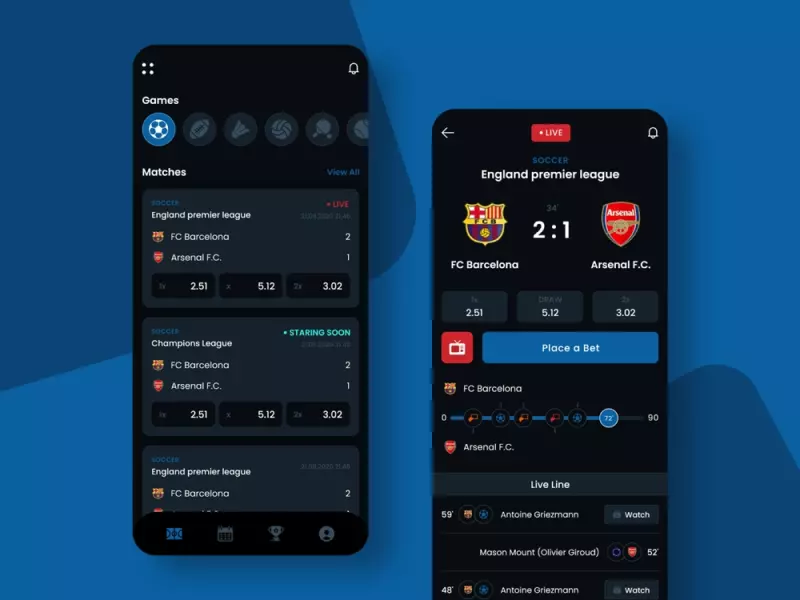 Games
Matches
View All
SOCCER
• LIVE
England premier league
FC Barcelona 2
Arsenal F.C. 1
1x 2.51 x 5.12 2x 3.02
SOCCER
• STARING SOON
Champions League
FC Barcelona 2
Arsenal F.C. 1
1x 2.51 x 5.12 2x 3.02
SOCCER
England premier league
FC Barcelona 2
• LIVE
SOCCER
England premier league
34'
FCB
2 : 1
Arsenal
FC Barcelona
Arsenal F.C.
1x DRAW 2x
2.51 5.12 3.02
Place a Bet
FC Barcelona
0 72' 90
Arsenal F.C.
Live Line
59' Antoine Griezmann Watch
Mason Mount (Olivier Giroud) 52'
48' Antoine Griezmann Watch